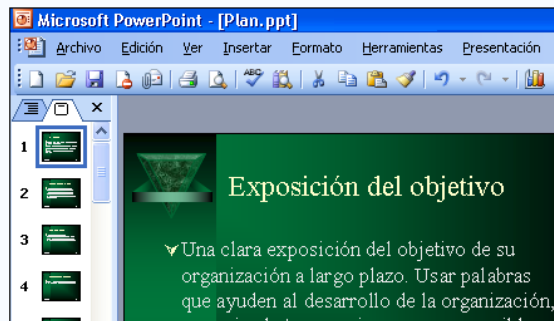 Microsoft PowerPoint - [Plan.ppt]
Archivo Edición Ver Insertar Formato Herramientas Presentación
ABC
1
2
3
4
Exposición del objetivo
Una clara exposición del objetivo de su
organización a largo plazo. Usar palabras
que ayuden al desarrollo de la organización,